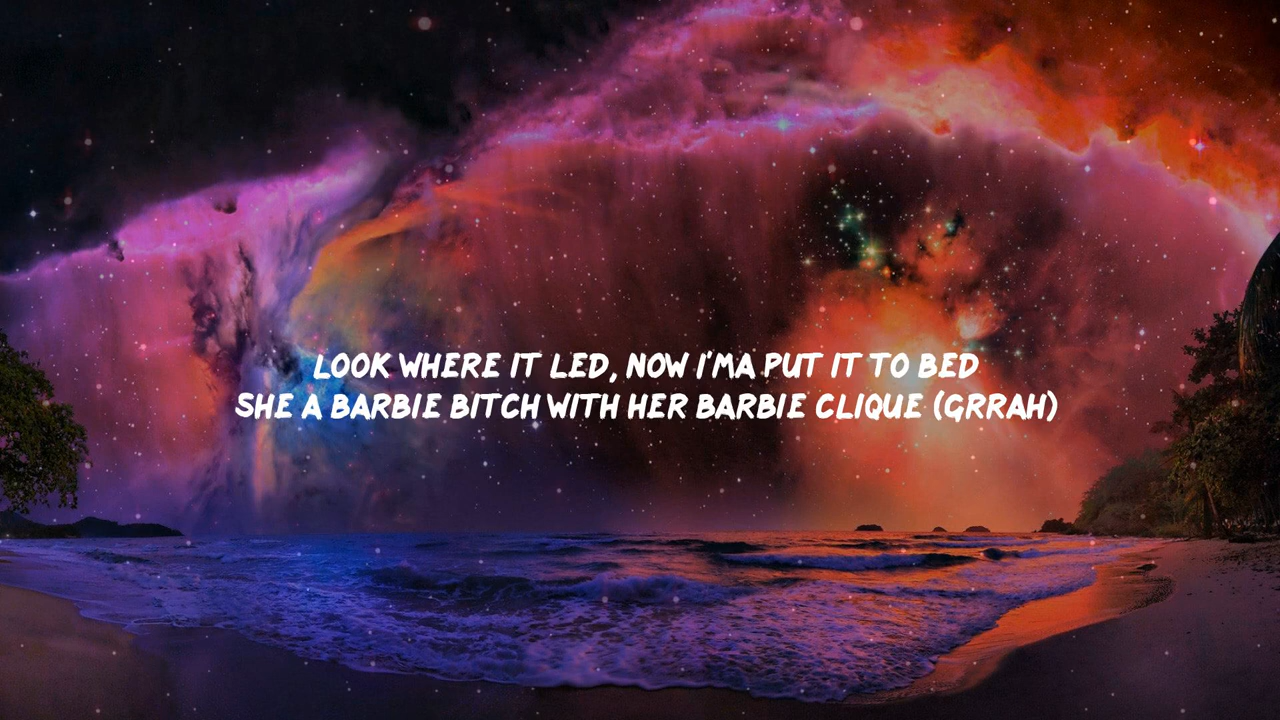 LOOK WHERE IT LED, NOW I'MA PUT IT TO BED
SHE A BARBIE BITCH WITH HER BARBIE CLIQUE (GRRAH)